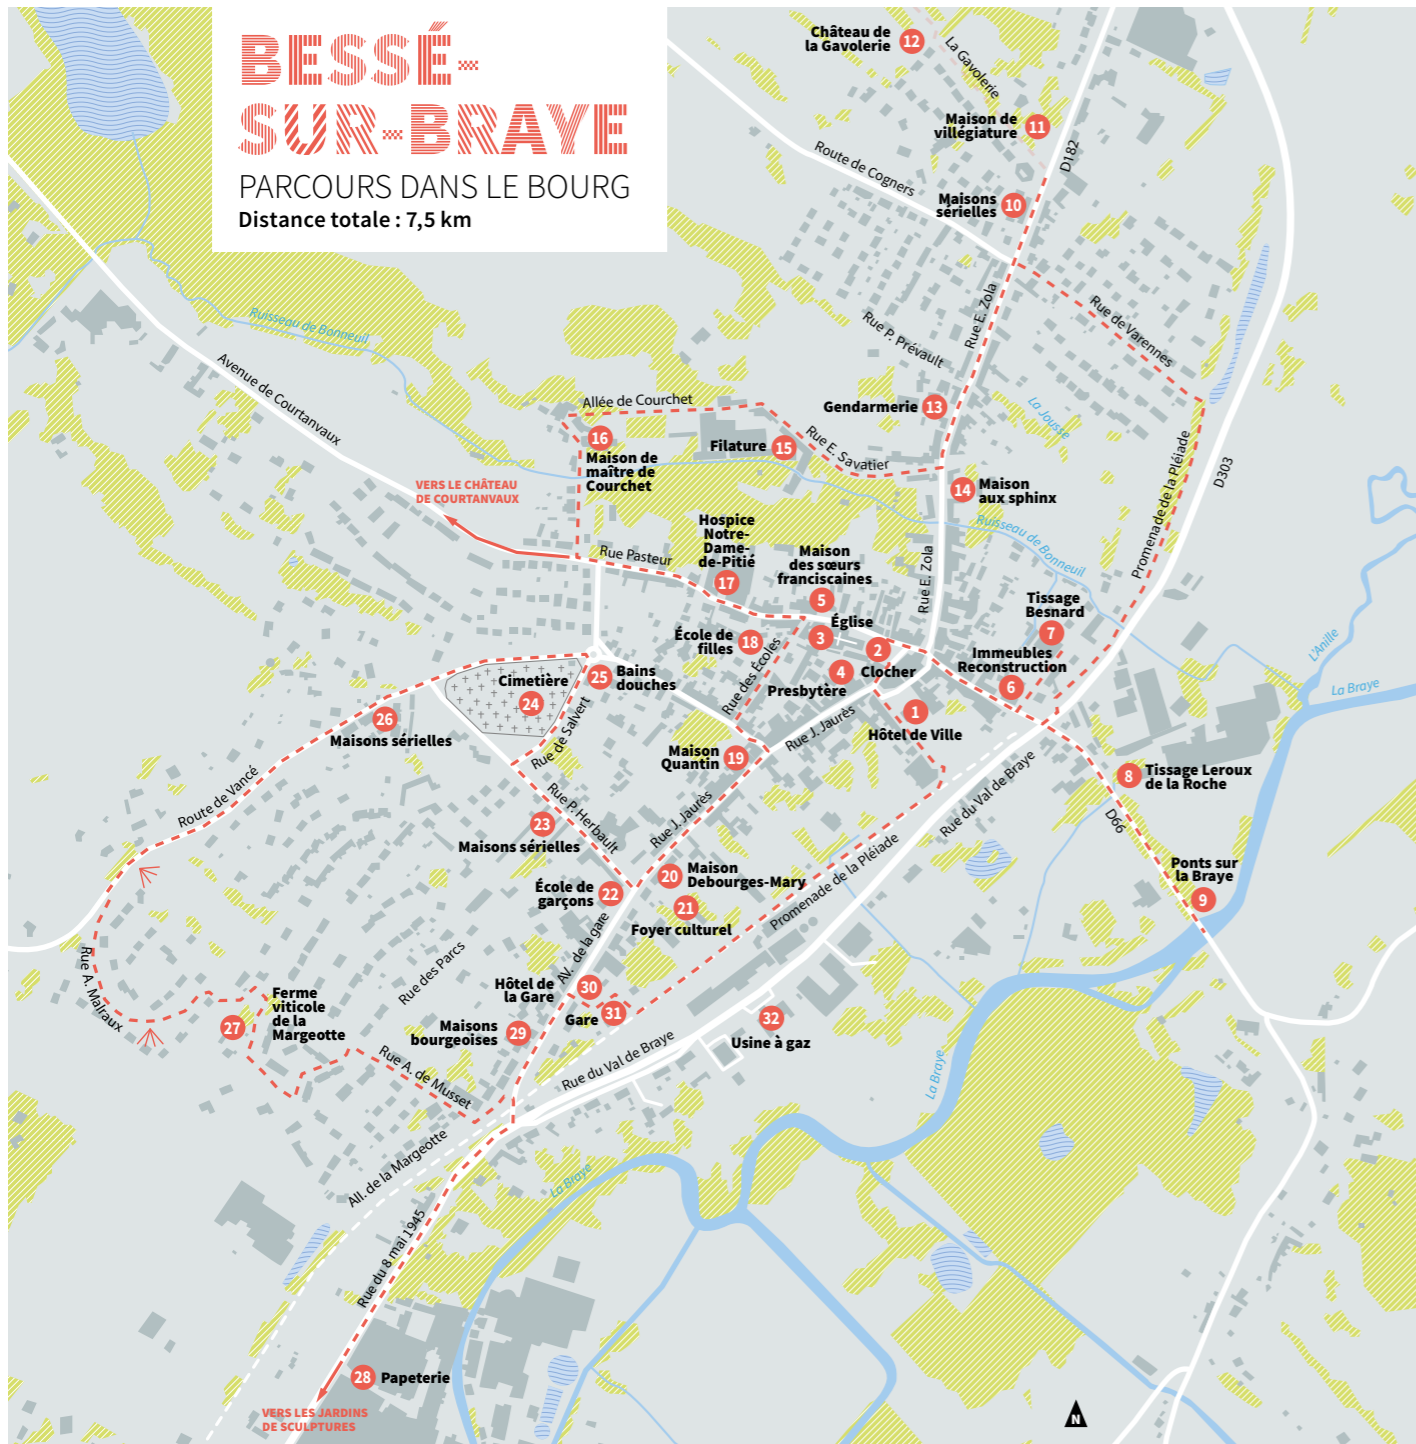 BESSÉ-
SUR-BRAYE
PARCOURS DANS LE BOURG
Distance totale : 7,5 km
Château de
la Gavolerie
12
La Gavolerie
Maison de
villégiature
11
D182
Route de Cogners
Maisons
sérielles
10
Rue E. Zola
Rue de Varennes
Rue P. Prévault
Ruisseau de Bonneuil
Avenue de Courtanvaux
Allée de Courchet
Gendarmerie
13
La Jousse
16
Maison de
maître de
Courchet
Filature
15
Rue E. Savatier
Promenade de la Pléiade
D303
VERS LE CHÂTEAU
DE COURTANVAUX
14
Maison
aux sphinx
Ruisseau de Bonneuil
Hospice
Notre-
Dame-
de-Pitié
17
Rue Pasteur
Maison
des sœurs
franciscaines
5
Rue E. Zola
Tissage
Besnard
7
École de
filles
18
Église
3
2
Clocher
Immeubles
Reconstruction
6
L'Anille
La Braye
Cimetière
24
25
Bains
douches
Rue des Écoles
4
Presbytère
1
Hôtel de Ville
26
Maisons sérielles
Rue de Salvert
Maison
Quantin
19
Rue J. Jaurès
8
Tissage Leroux
de la Roche
Route de Vancé
Rue P. Herbault
Rue J. Jaurès
Rue du Val de Braye
D66
23
Maisons sérielles
20
Maison
Debourges-Mary
Promenade de la Pléiade
Ponts sur
la Braye
9
École de
garçons
22
21
Foyer culturel
AV. de la gare
Rue A. Malraux
Rue des Parcs
Hôtel de
la Gare
30
Ferme
viticole
de la
Margeotte
27
Gare
31
32
Usine à gaz
Maisons
bourgeoises
29
Rue A. de Musset
Rue du Val de Braye
La Braye
All. de la Margeotte
La Braye
Rue du 8 mai 1945
28
Papeterie
VERS LES JARDINS
DE SCULPTURES
N